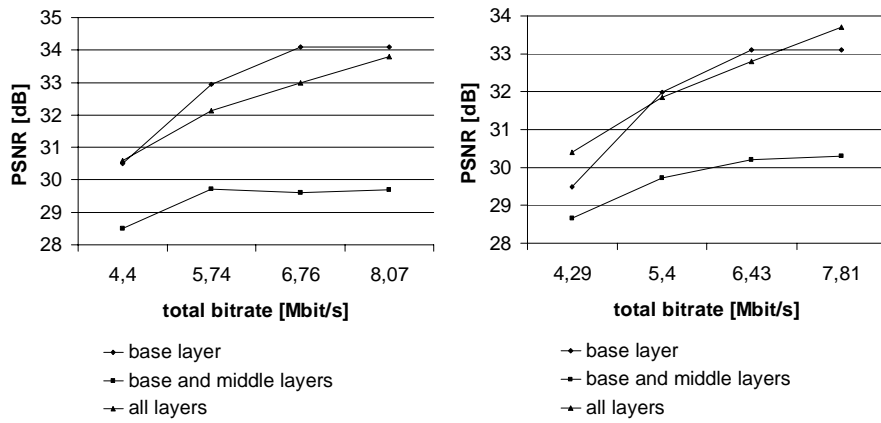 35
34
33
32
31
30
29
28
PSNR [dB]
4,4 5,74 6,76 8,07
total bitrate [Mbit/s]
base layer
base and middle layers
all layers
34
33
32
31
30
29
28
PSNR [dB]
4,29 5,4 6,43 7,81
total bitrate [Mbit/s]
base layer
base and middle layers
all layers